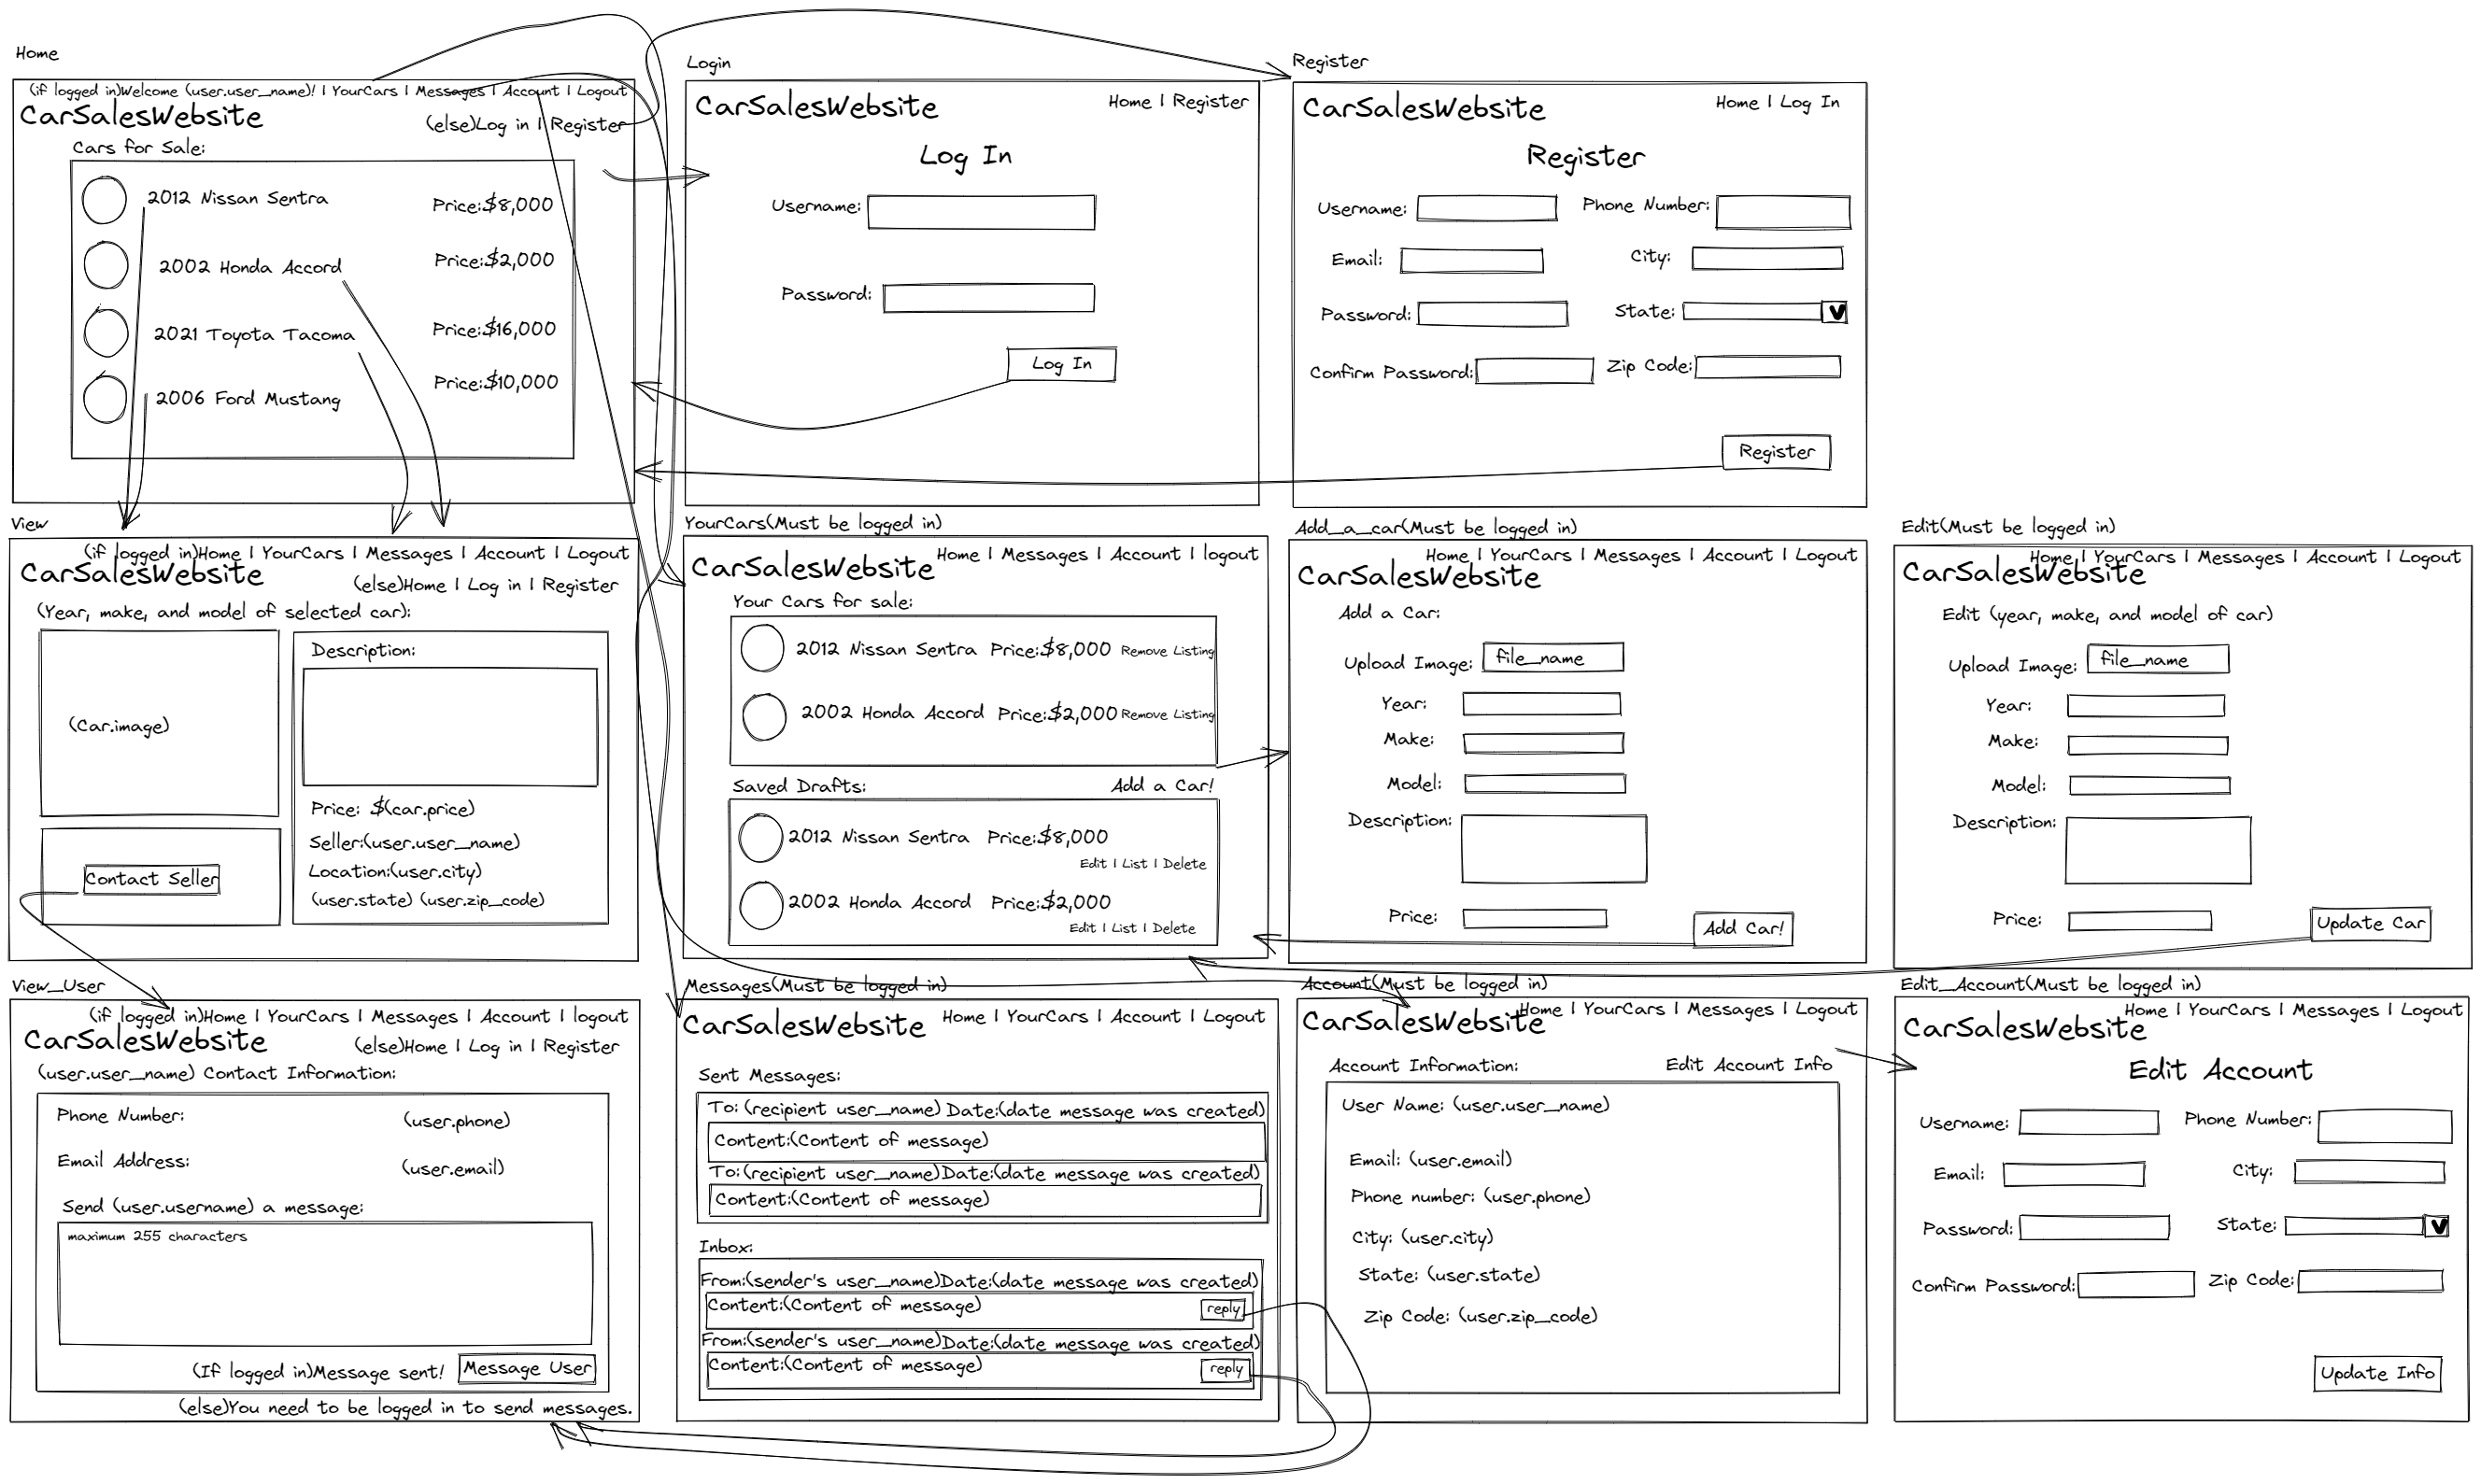 Home
(if logged in)Welcome (user.user_name)! | YourCars | Messages | Account | Logout
CarSalesWebsite
(else)Log in | Register
Cars for Sale:
2012 Nissan Sentra Price:$8,000
2002 Honda Accord Price:$2,000
2021 Toyota Tacoma Price:$16,000
2006 Ford Mustang Price:$10,000
Login
CarSalesWebsite
Home | Register
Log In
Username:
Password:
Log In
Register
CarSalesWebsite
Home | Log In
Register
Username: Phone Number:
Email: City:
Password: State:
Confirm Password: Zip Code:
Register
View
(if logged in)Home | YourCars | Messages | Account | Logout
CarSalesWebsite
(else)Home | Log in | Register
(Year, make, and model of selected car):
(Car.image)
Contact Seller
Description:
Price: $(car.price)
Seller:(user.user_name)
Location:(user.city)
(user.state) (user.zip_code)
YourCars(Must be logged in)
Home | Messages | Account | logout
CarSalesWebsite
Your Cars for sale:
2012 Nissan Sentra Price:$8,000 Remove Listing
2002 Honda Accord Price:$2,000 Remove Listing
Saved Drafts: Add a Car!
2012 Nissan Sentra Price:$8,000
Edit | List | Delete
2002 Honda Accord Price:$2,000
Edit | List | Delete
Add_a_car(Must be logged in)
Home | YourCars | Messages | Account | Logout
CarSalesWebsite
Add a Car:
Upload Image: file_name
Year:
Make:
Model:
Description:
Price:
Add Car!
Edit(Must be logged in)
Home | YourCars | Messages | Account | Logout
CarSalesWebsite
Edit (year, make, and model of car)
Upload Image: file_name
Year:
Make:
Model:
Description:
Price:
Update Car
View_User
(if logged in)Home | YourCars | Messages | Account | logout
CarSalesWebsite
(else)Home | Log in | Register
(user.user_name) Contact Information:
Phone Number: (user.phone)
Email Address: (user.email)
Send (user.username) a message:
maximum 255 characters
(If logged in)Message sent! Message User
(else)You need to be logged in to send messages.
Messages(Must be logged in)
CarSalesWebsite
Home | YourCars | Account | Logout
Sent Messages:
To: (recipient user_name) Date:(date message was created)
Content:(Content of message)
To:(recipient user_name)Date:(date message was created)
Content:(Content of message)
Inbox:
From:(sender's user_name)Date:(date message was created)
Content:(Content of message) reply
From:(sender's user_name)Date:(date message was created)
Content:(Content of message) reply
Account(Must be logged in)
Home | YourCars | Messages | Logout
CarSalesWebsite
Account Information: Edit Account Info
User Name: (user.user_name)
Email: (user.email)
Phone number: (user.phone)
City: (user.city)
State: (user.state)
Zip Code: (user.zip_code)
Edit_Account(Must be logged in)
Home | YourCars | Messages | Logout
CarSalesWebsite
Edit Account
Username: Phone Number:
Email: City:
Password: State:
Confirm Password: Zip Code:
Update Info